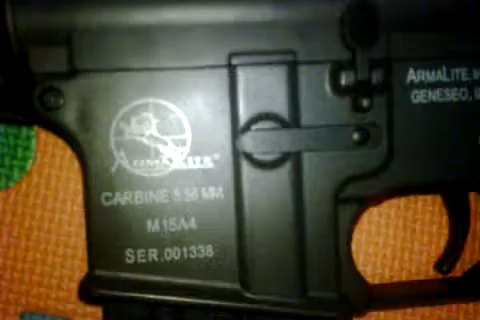 ARMALITE
CARBINE 5.56 MM
M15A4
SER.001338
ARMALITE,
GENESEO,